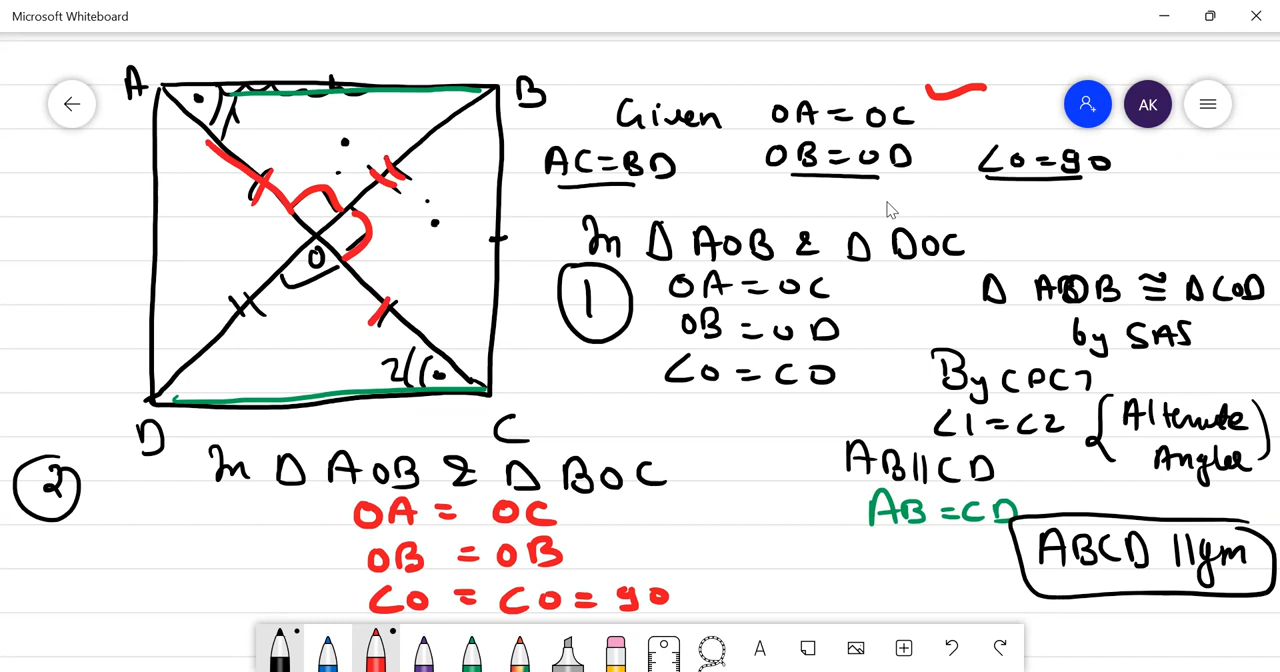 Microsoft Whiteboard
A
B
O
2
D
C
AK
Given OA = OC
AC = BD OB = OD ∠O = 90
In Δ AOB & Δ DOC
1
OA = OC
OB = OD
∠O = ∠O
Δ AOB ≅ Δ COD
by SAS
By CPCT
∠1 = ∠2 { Alternate Angles )
AB || CD
AB = CD
ABCD ||gm
2
In Δ AOB & Δ BOC
OA = OC
OB = OB
∠O = ∠O = 90
A